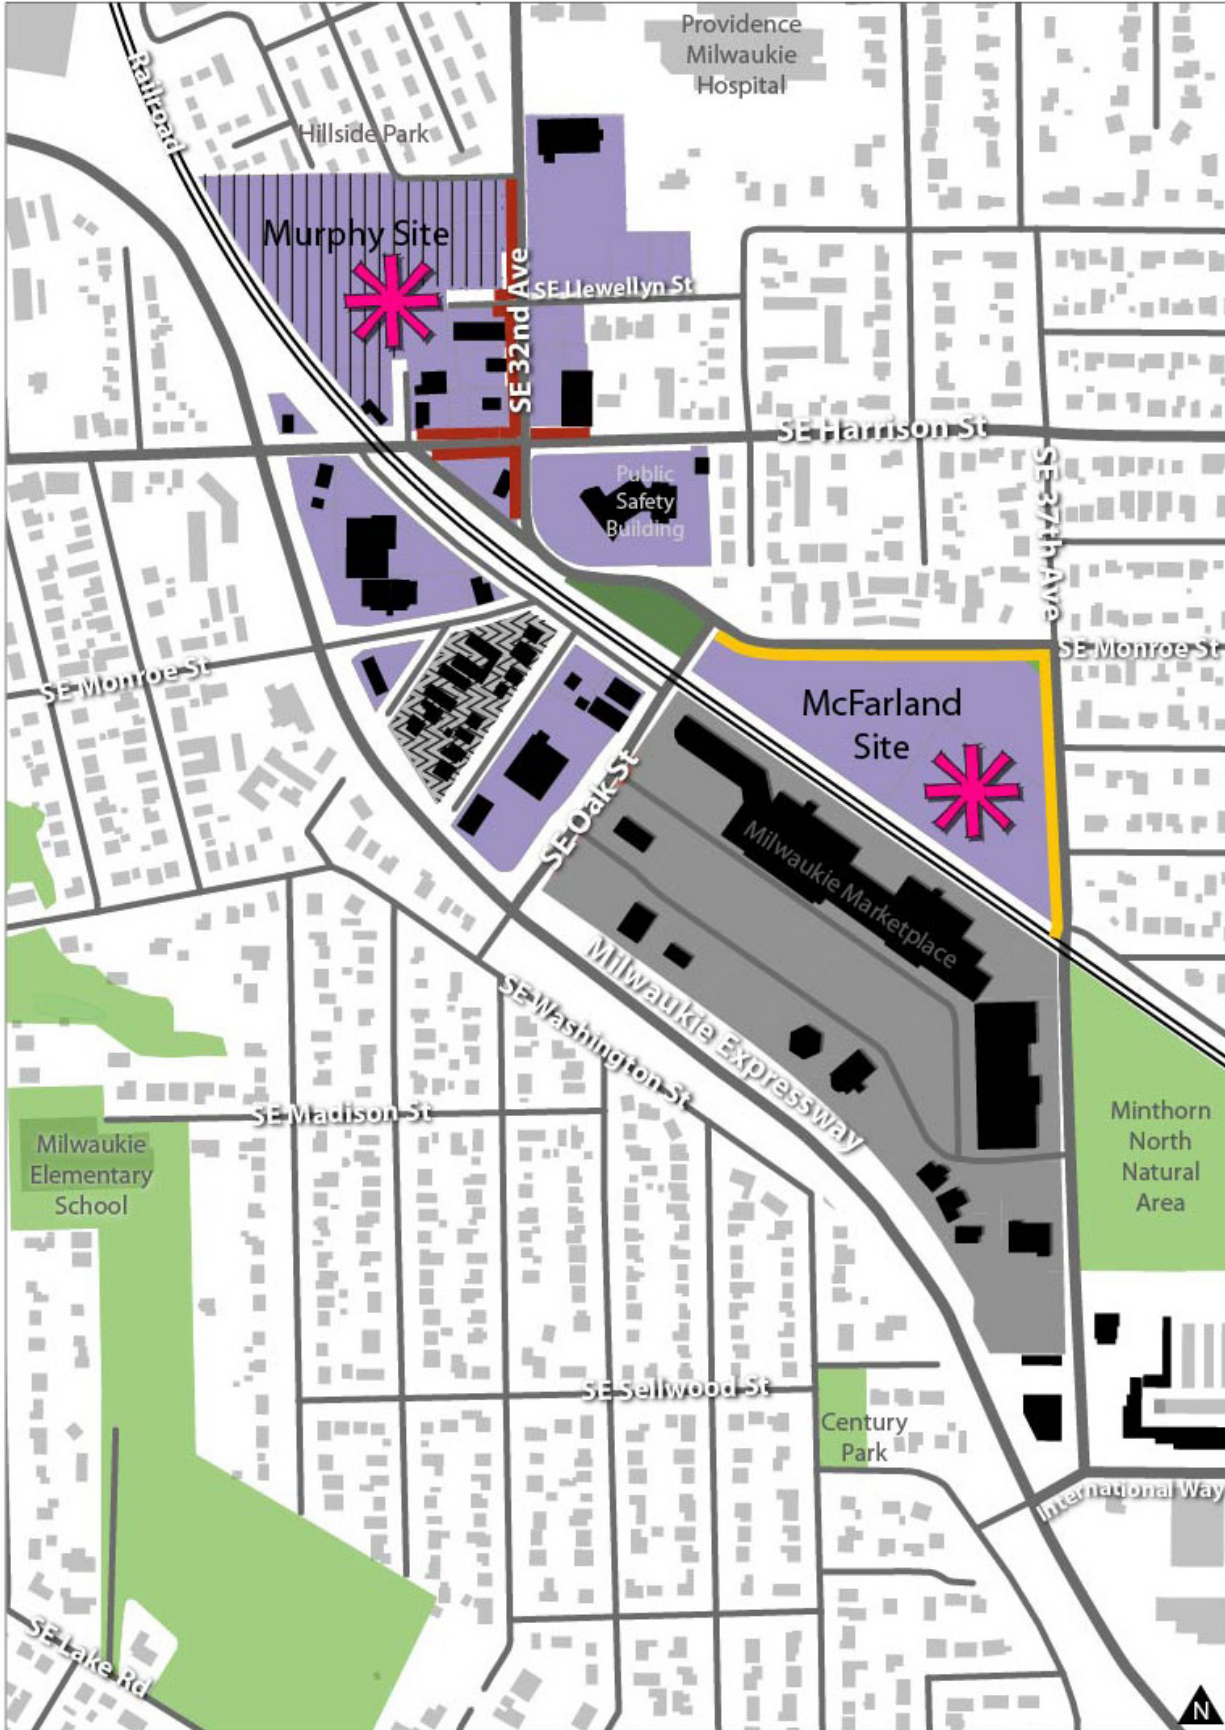 Providence
Milwaukie
Hospital
Railroad
Hillside Park
Murphy Site
SE Llewellyn St
SE 32nd Ave
SE Harrison St
Public
Safety
Building
SE 37th Ave
SE Monroe St
SE Monroe St
McFarland
Site
SE Oak St
Milwaukie Marketplace
Milwaukie Expressway
SE Washington St
SE Madison St
Milwaukie
Elementary
School
Minthorn
North
Natural
Area
SE Sellwood St
Century
Park
International Way
SE Lake Rd
N